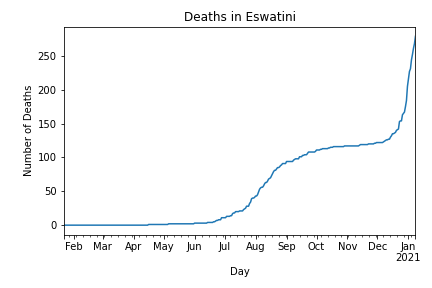 Deaths in Eswatini
Number of Deaths
250
200
150
100
50
0
Feb Mar Apr May Jun Jul Aug Sep Oct Nov Dec Jan
2021
Day